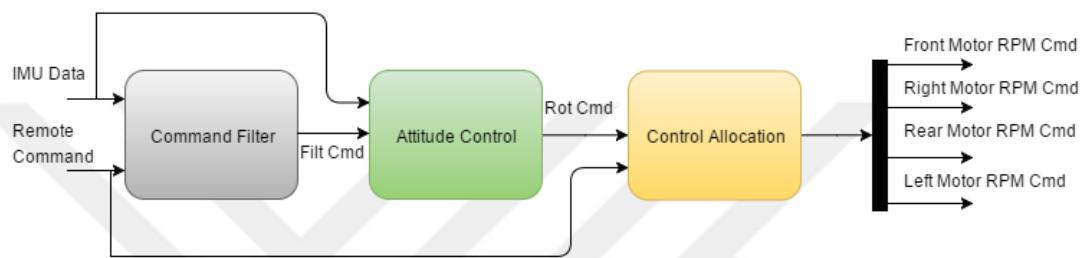 IMU Data
Remote
Command
Command Filter
Filt Cmd
Attitude Control
Rot Cmd
Control Allocation
Front Motor RPM Cmd
Right Motor RPM Cmd
Rear Motor RPM Cmd
Left Motor RPM Cmd